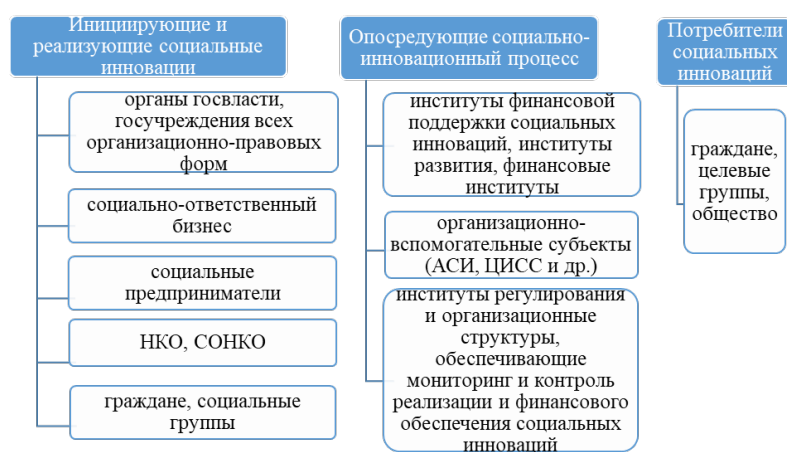 Инициирующие и
реализующие социальные
инновации
органы госвласти,
госучреждения всех
организационно-правовых
форм
социально-ответственный
бизнес
социальные
предприниматели
НКО, СОНКО
граждане, социальные
группы
Опосредующие социально-
инновационный процесс
институты финансовой
поддержки социальных
инноваций, институты
развития, финансовые
институты
организационно-
вспомогательные субъекты
(АСИ, ЦИСС и др.)
институты регулирования
и организационные
структуры,
обеспечивающие
мониторинг и контроль
реализации и финансового
обеспечения социальных
инноваций
Потребители
социальных
инноваций
граждане,
целевые
группы,
общество